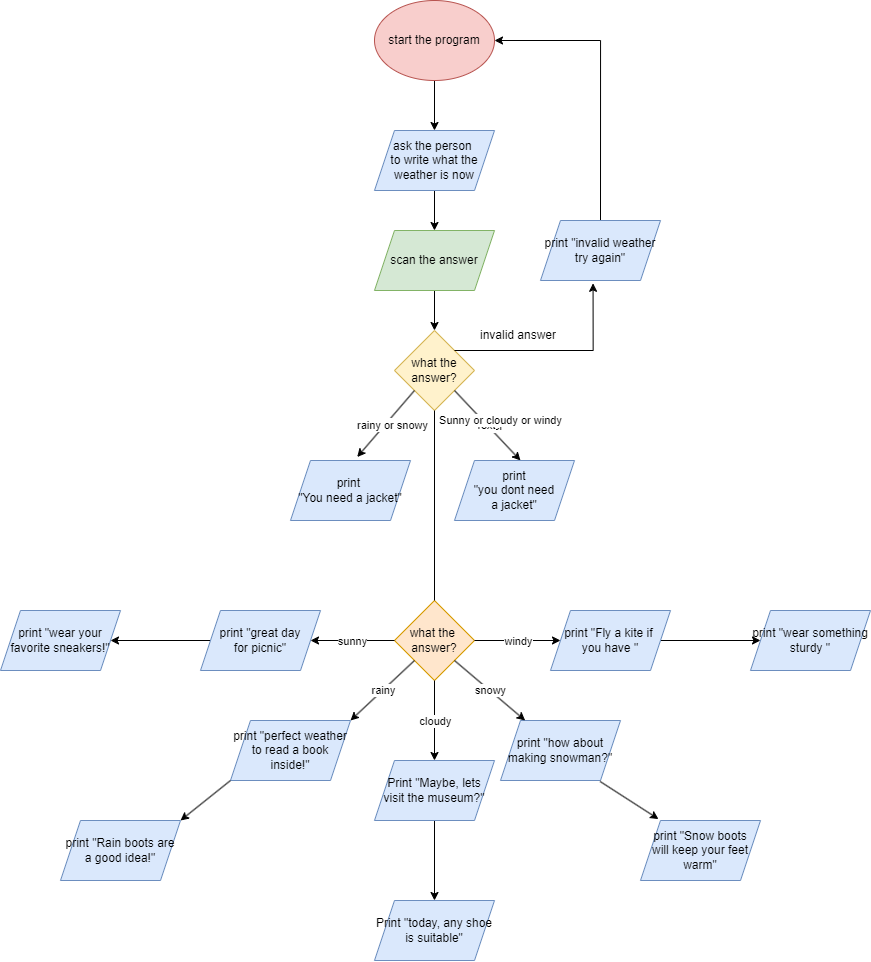 start the program
ask the person
to write what the
weather is now
scan the answer
print "invalid weather
try again"
invalid answer
what the
answer?
rainy or snowy
Sunny or cloudy or windy
print
"You need a jacket"
print
"you dont need
a jacket"
print "wear your
favorite sneakers!"
print "great day
for picnic"
sunny
what the
answer?
windy
print "Fly a kite if
you have "
print "wear something
sturdy "
rainy
snowy
cloudy
print "perfect weather
to read a book
inside!"
print "how about
making snowman?"
Print "Maybe, lets
visit the museum?"
print "Rain boots are
a good idea!"
print "Snow boots
will keep your feet
warm"
Print "today, any shoe
is suitable"